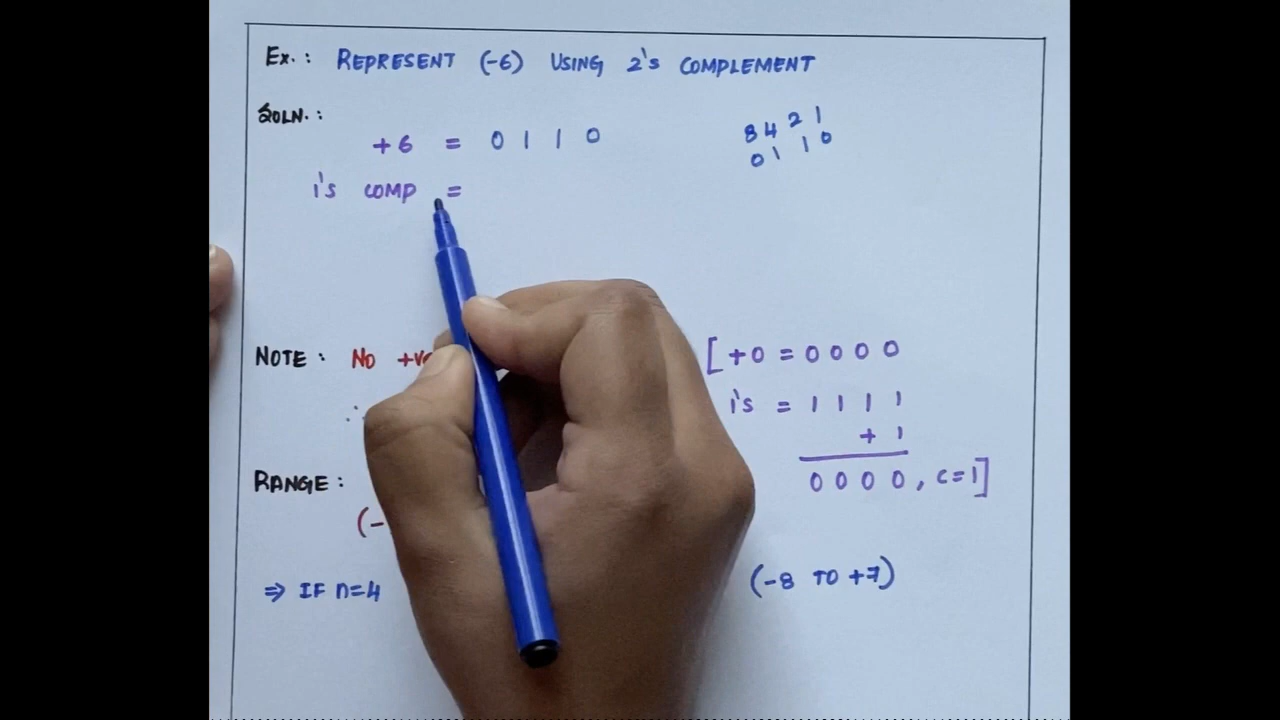 Ex.: REPRESENT (-6) USING 2's COMPLEMENT
SOLN.:
+6 = 0 1 1 0
8 4 2 1
0 1 1 0
1's COMP =
NOTE: NO
[+0 = 0 0 0 0
1's = 1 1 1 1
+ 1
0 0 0 0, C=1]
RANGE:
(-
⇒ IF n=4
(-8 TO +7)